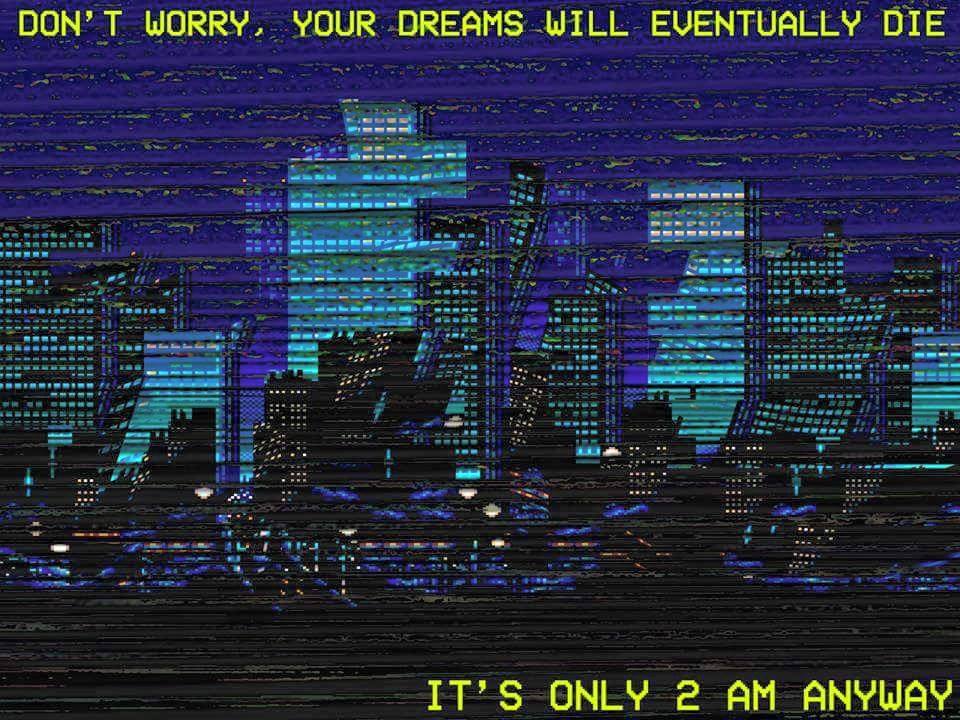 DON'T WORRY, YOUR DREAMS WILL EVENTUALLY DIE
IT'S ONLY 2 AM ANYWAY